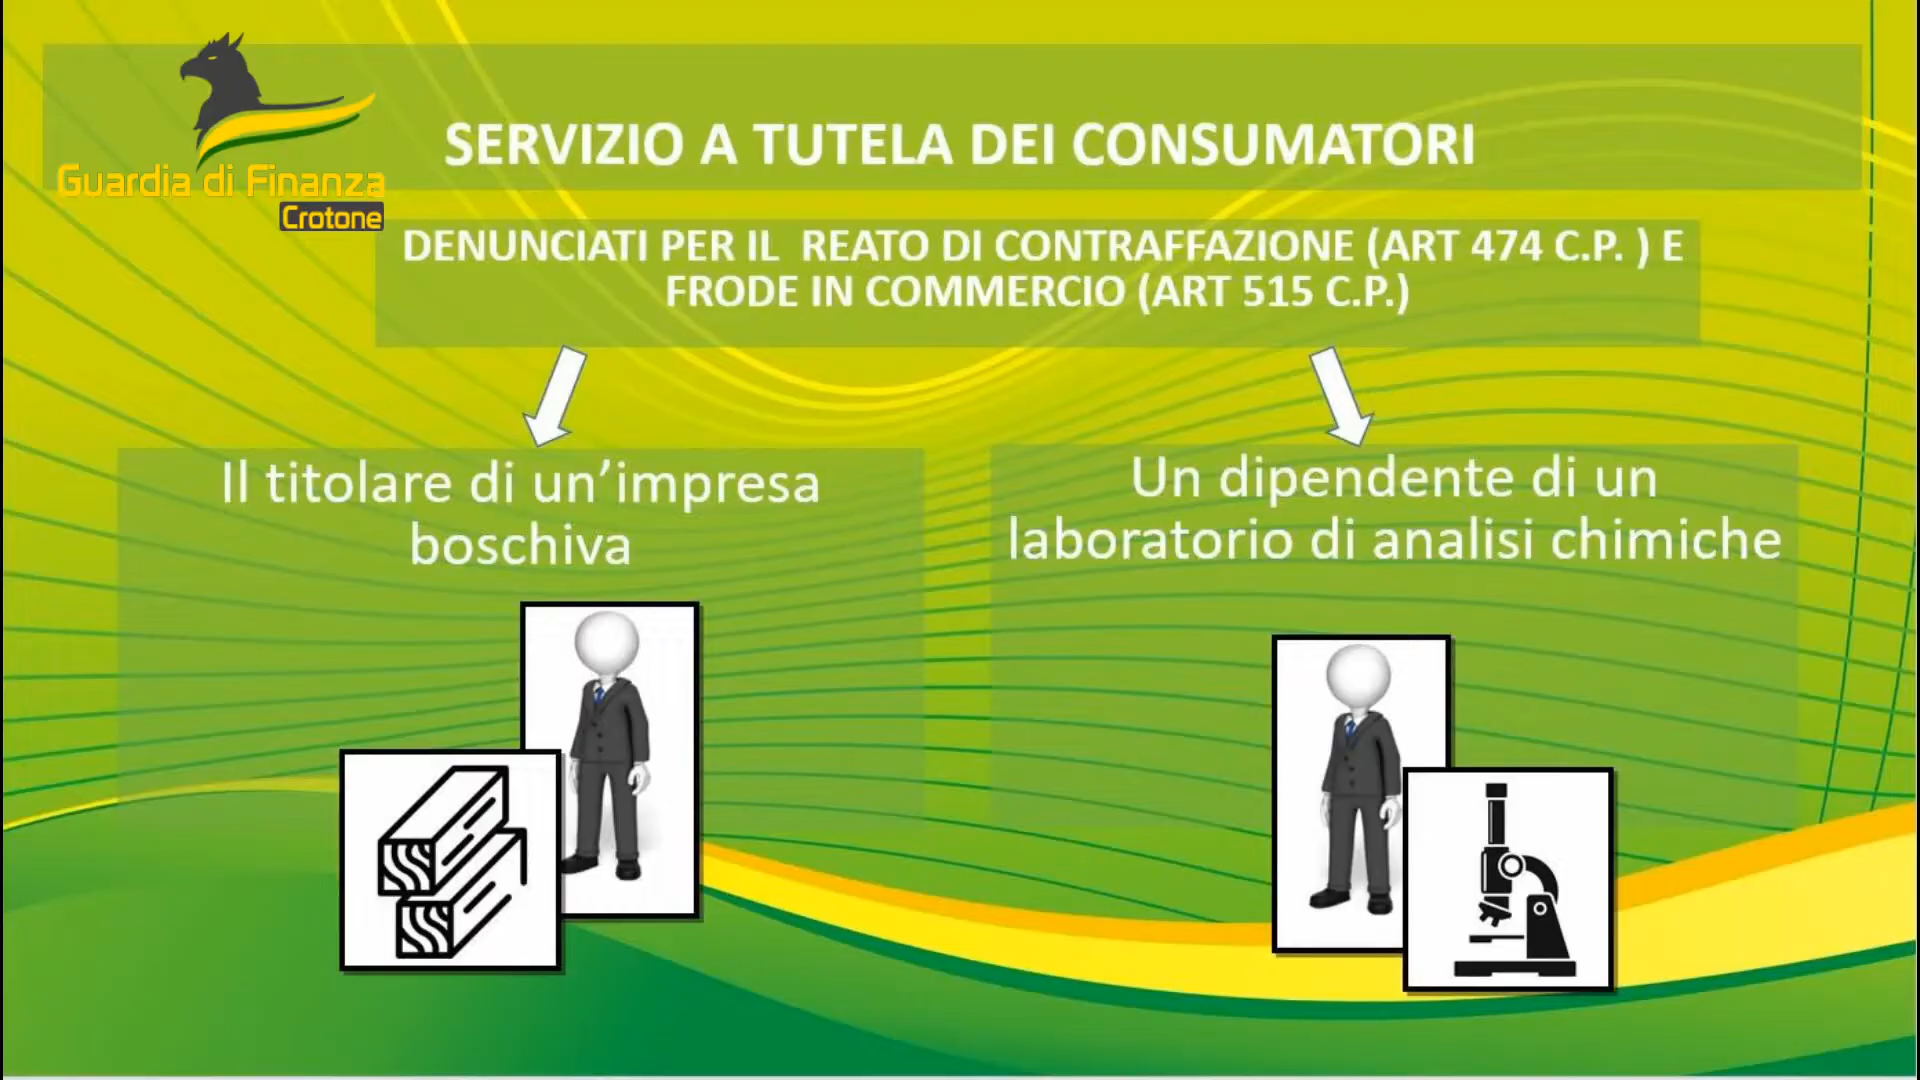 Guardia di Finanza
Crotone
SERVIZIO A TUTELA DEI CONSUMATORI
DENUNCIATI PER IL  REATO DI CONTRAFFAZIONE (ART 474 C.P. ) E
FRODE IN COMMERCIO (ART 515 C.P.)
Il titolare di un’impresa
boschiva
Un dipendente di un
laboratorio di analisi chimiche